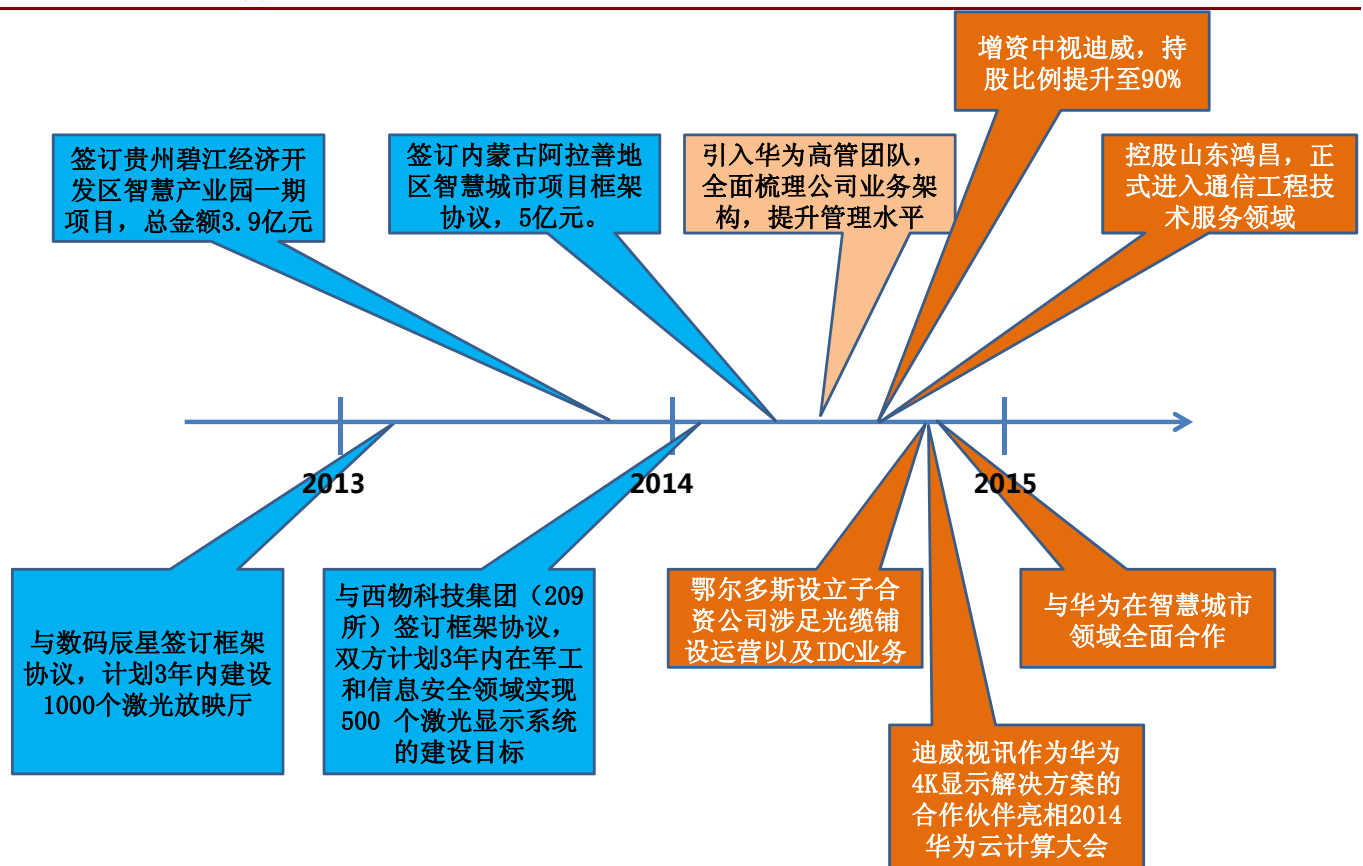 增资中视迪威，持
股比例提升至90%
签订贵州碧江经济开
发区智慧产业园一期
项目，总金额3.9亿元
签订内蒙古阿拉善地
区智慧城市项目框架
协议，5亿元。
引入华为高管团队，
全面梳理公司业务架
构，提升管理水平
控股山东鸿昌，正
式进入通信工程技
术服务领域
2013
2014
2015
与数码辰星签订框架
协议，计划3年内建设
1000个激光放映厅
与西物科技集团（209
所）签订框架协议，
双方计划3年内在军工
和信息安全领域实现
500 个激光显示系统
的建设目标
鄂尔多斯设立子合
资公司涉足光缆铺
设运营以及IDC业务
与华为在智慧城市
领域全面合作
迪威视讯作为华为
4K显示解决方案的
合作伙伴亮相2014
华为云计算大会